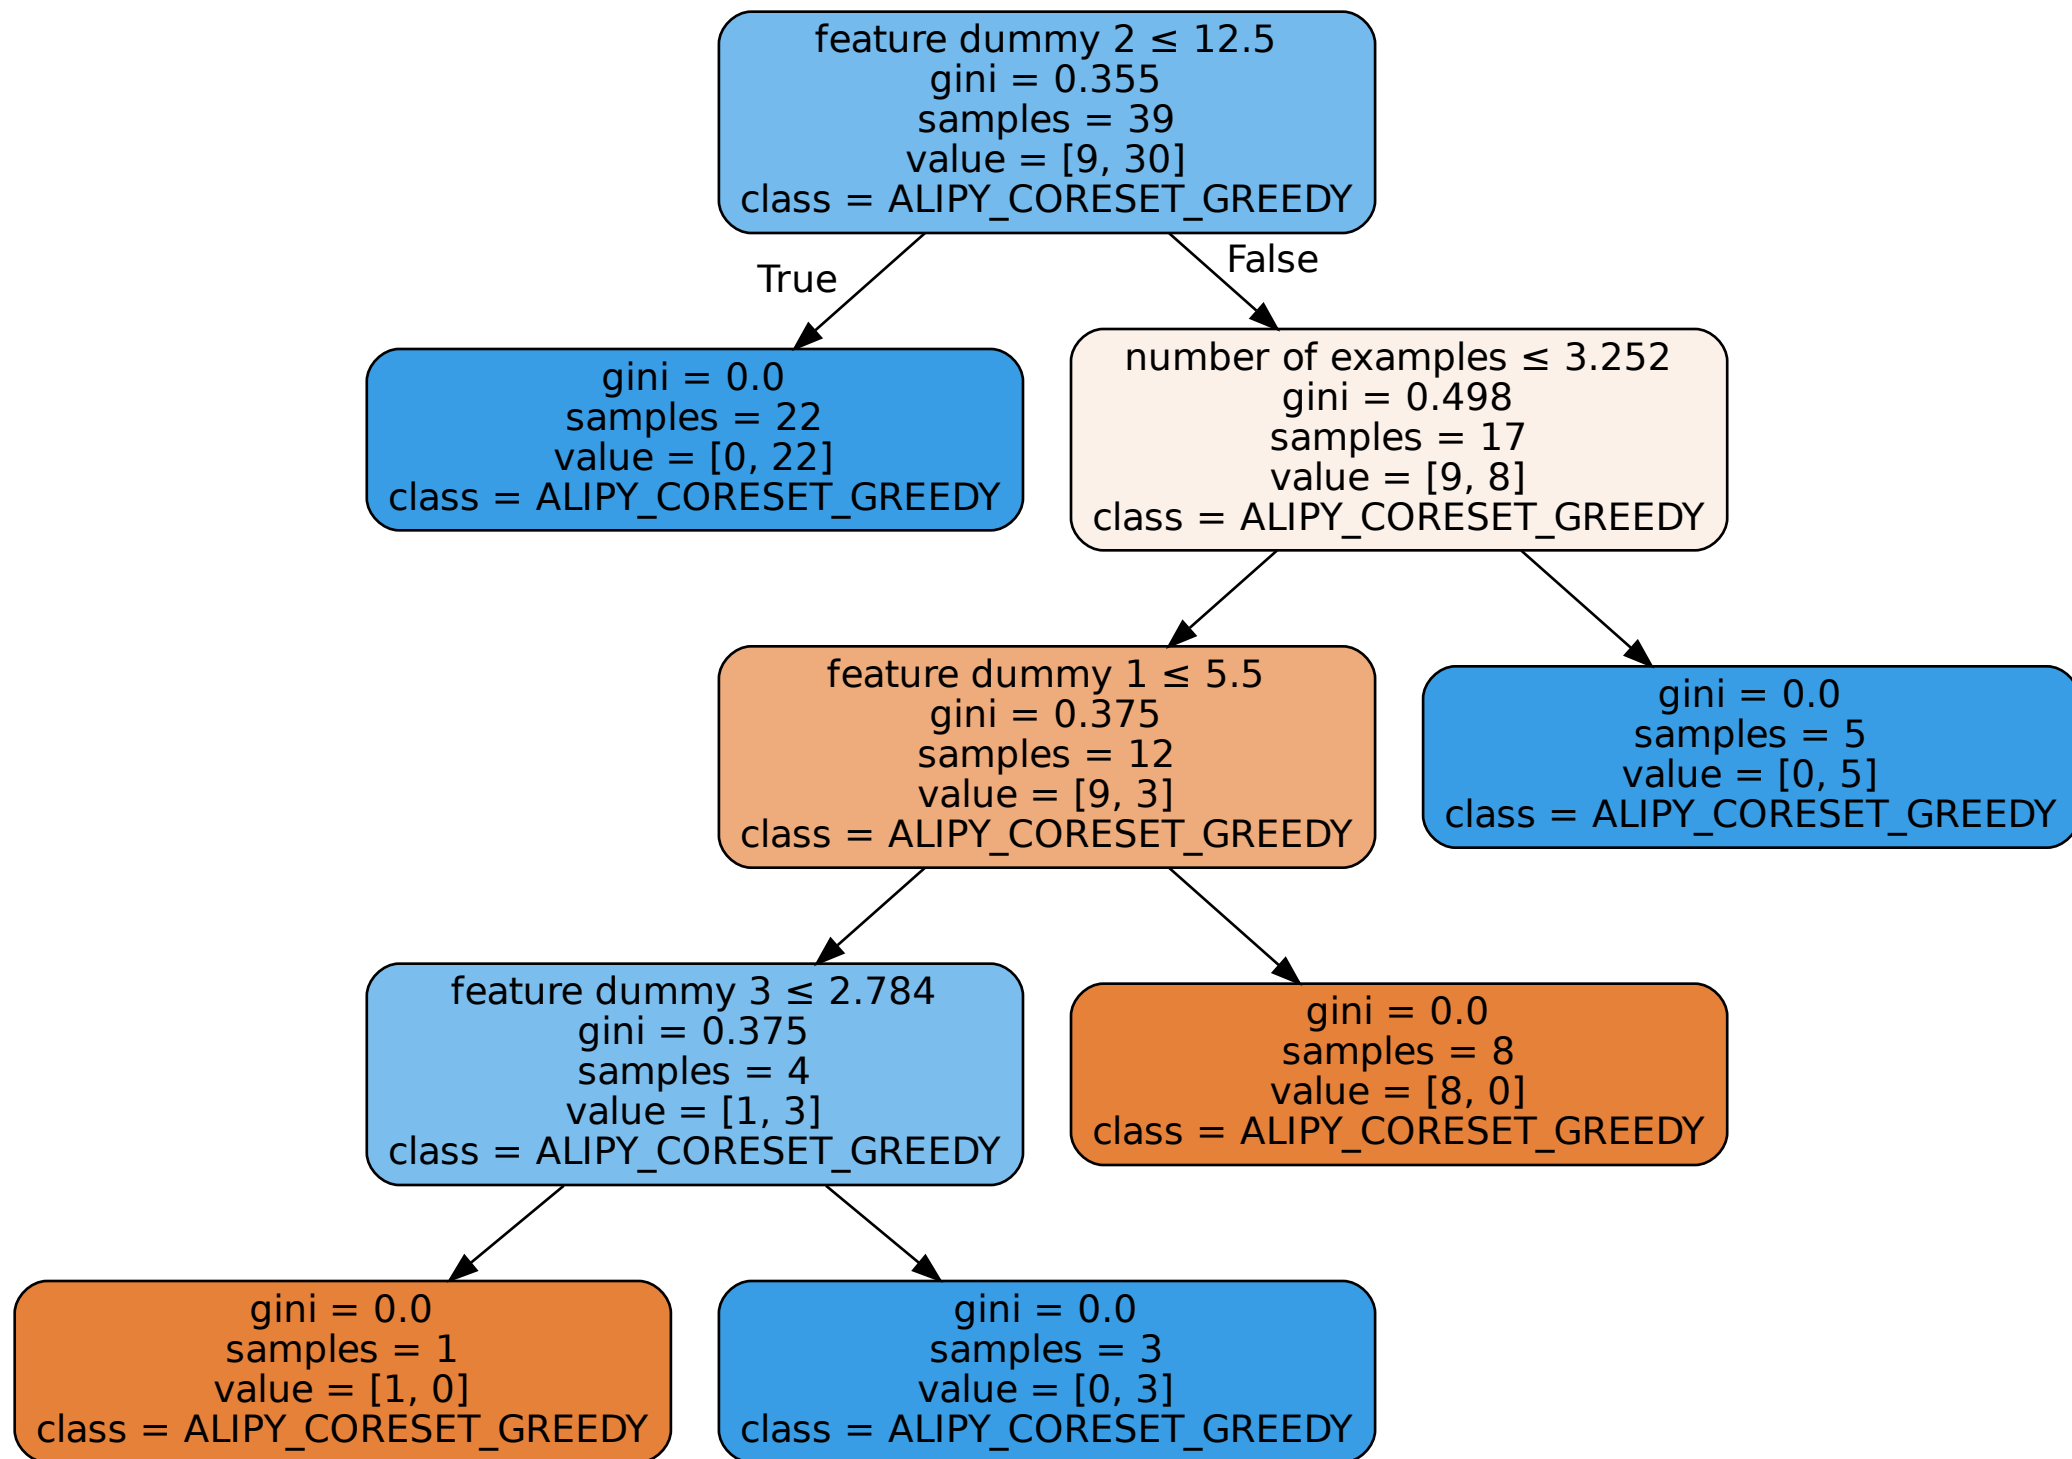 feature dummy 2 ≤ 12.5
gini = 0.355
samples = 39
value = [9, 30]
class = ALIPY_CORESET_GREEDY
True
False
gini = 0.0
samples = 22
value = [0, 22]
class = ALIPY_CORESET_GREEDY
number of examples ≤ 3.252
gini = 0.498
samples = 17
value = [9, 8]
class = ALIPY_CORESET_GREEDY
feature dummy 1 ≤ 5.5
gini = 0.375
samples = 12
value = [9, 3]
class = ALIPY_CORESET_GREEDY
gini = 0.0
samples = 5
value = [0, 5]
class = ALIPY_CORESET_GREEDY
feature dummy 3 ≤ 2.784
gini = 0.375
samples = 4
value = [1, 3]
class = ALIPY_CORESET_GREEDY
gini = 0.0
samples = 8
value = [8, 0]
class = ALIPY_CORESET_GREEDY
gini = 0.0
samples = 1
value = [1, 0]
class = ALIPY_CORESET_GREEDY
gini = 0.0
samples = 3
value = [0, 3]
class = ALIPY_CORESET_GREEDY